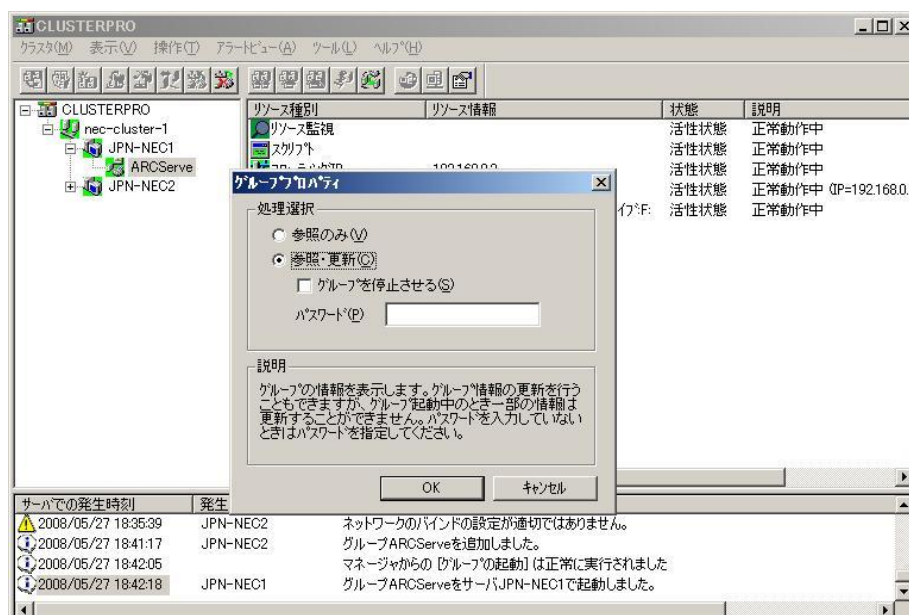 CLUSTERPRO
クラスタ(M) 表示(V) 操作(T) アラートビュー(A) ツール(L) ヘルプ(H)
CLUSTERPRO
nec-cluster-1
JPN-NEC1
ARCServe
JPN-NEC2
リソース種別 リソース情報 状態 説明
リソース監視 活性状態 正常動作中
スクリプト 活性状態 正常動作中
活性状態 正常動作中
活性状態 正常動作中 (IP=192.168.0.
イブF: 活性状態 正常動作中
グループプロパティ
処理選択
参照のみ(V)
参照・更新(C)
グループを停止させる(S)
パスワード(P)
説明
グループの情報を表示します。グループ情報の更新を行う
こともできますが、グループ起動中のとき一部の情報は
更新することができません。パスワードを入力していない
ときはパスワードを指定してください。
OK キャンセル
サーバでの発生時刻 発生
2008/05/27 18:35:39 JPN-NEC2 ネットワークのバインドの設定が適切ではありません。
2008/05/27 18:41:17 JPN-NEC2 グループARCServeを追加しました。
2008/05/27 18:42:05 マネージャからの [グループの起動] は正常に実行されました
2008/05/27 18:42:18 JPN-NEC1 グループARCServeをサーバJPN-NEC1で起動しました。